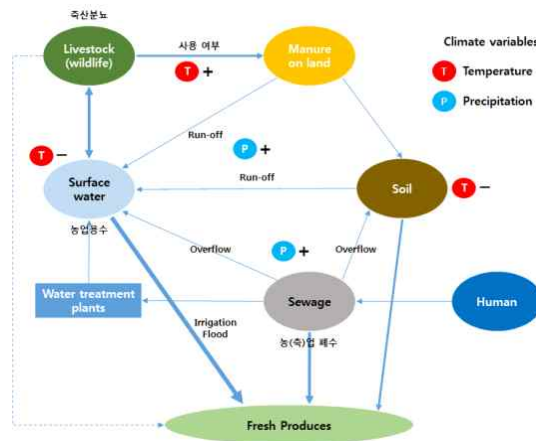 축산분뇨
Livestock
(wildlife)
사용 여부
T +
Manure
on land
Climate variables
T Temperature
P Precipitation
Run-off
P +
T −
Surface
water
농업용수
Run-off
Soil
T −
Overflow
P +
Overflow
Water treatment
plants
Sewage
농(축)업 폐수
Human
Irrigation
Flood
Fresh Produces